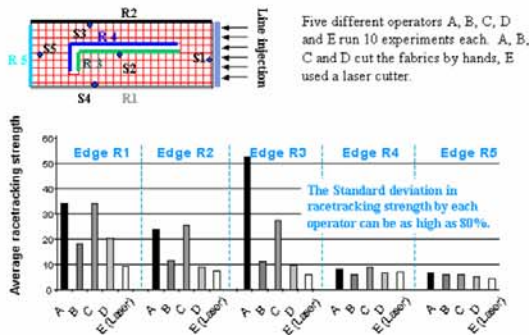 R2
S3
R 4
R 5
S5
R 3
S2
S1
S4
R1
Line injection
Five different operators A, B, C, D
and E run 10 experiments each. A, B,
C and D cut the fabrics by hands, E
used a laser cutter.
Average racetracking strength
60
50
40
30
20
10
0
Edge R1
Edge R2
Edge R3
Edge R4
Edge R5
The Standard deviation in
racetracking strength by each
operator can be as high as 80%.
A B C D E (Laser)
A B C D E (Laser)
A B C D E (Laser)
A B C D E (Laser)
A B C D E (Laser)